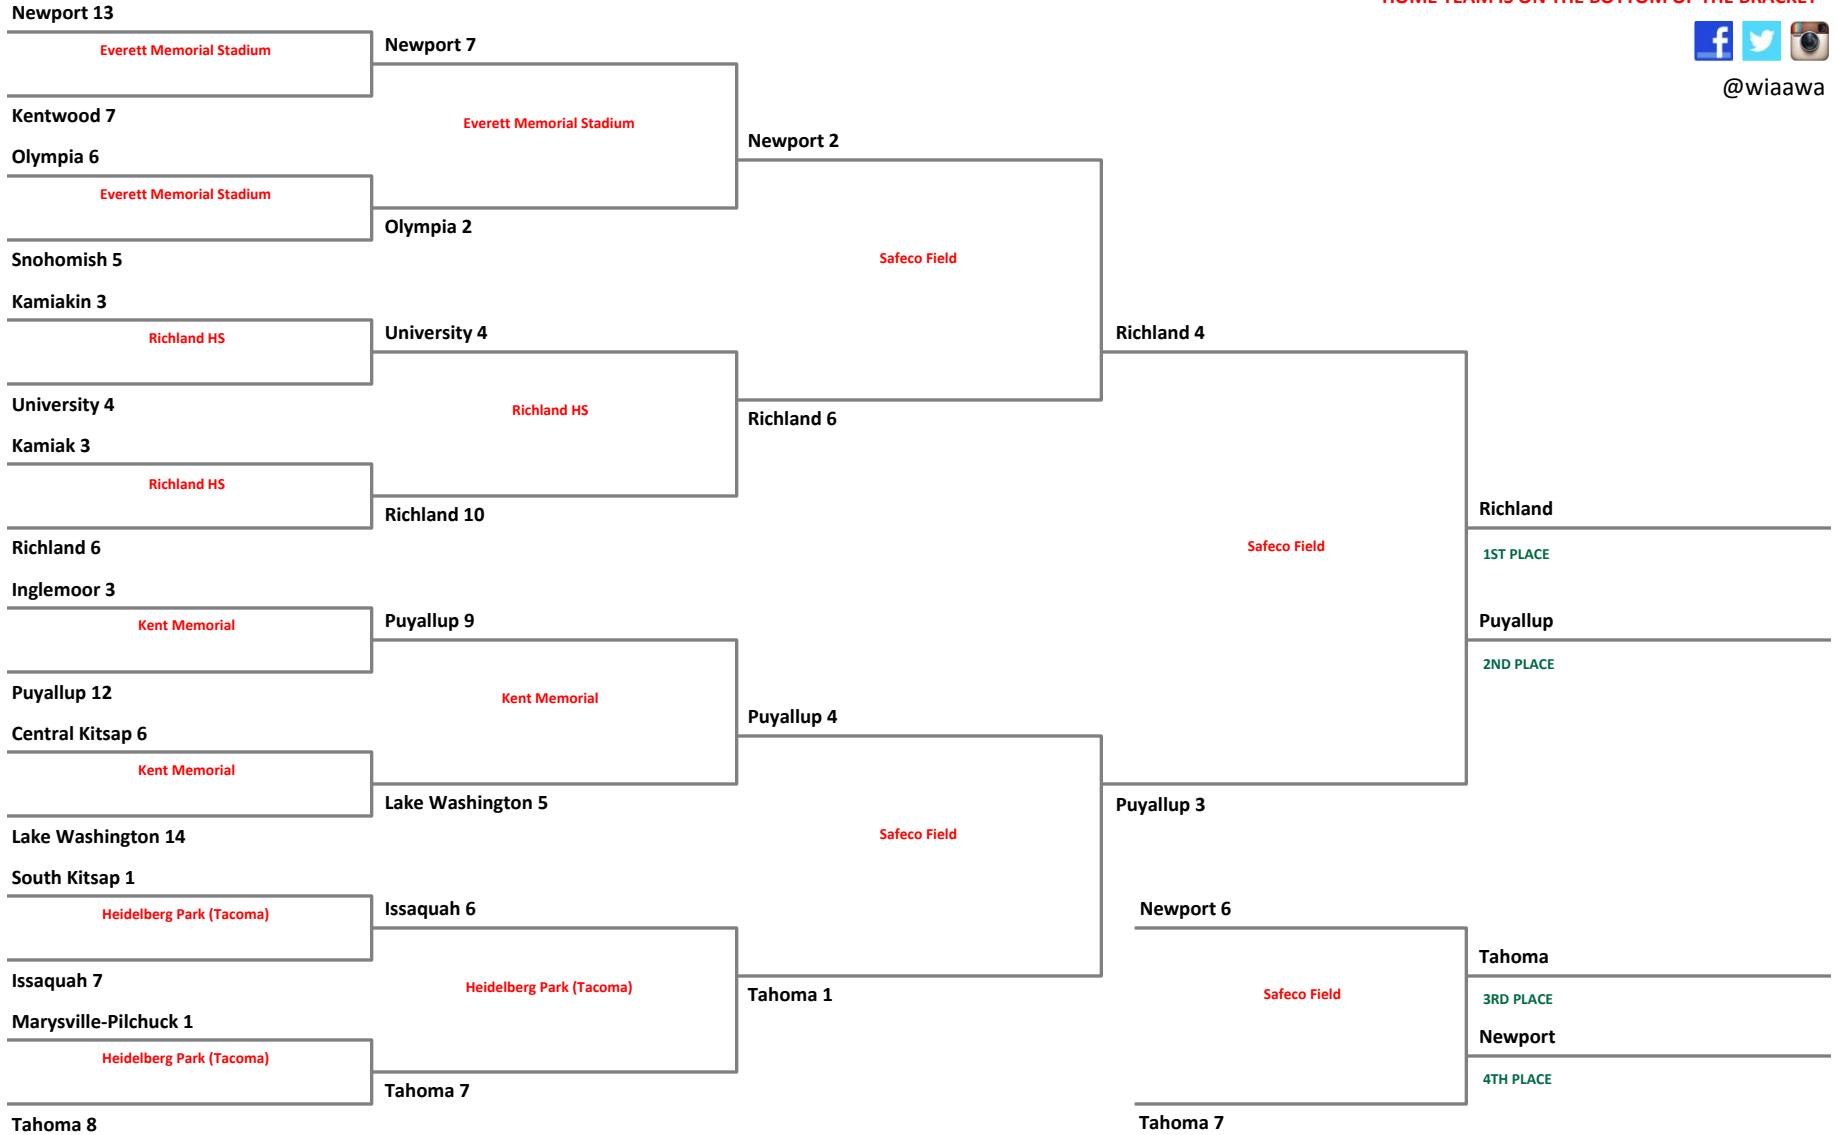 HOME TEAM IS ON THE BOTTOM OF THE BRACKET
@wiaawa
Newport 13
Everett Memorial Stadium
Kentwood 7
Olympia 6
Everett Memorial Stadium
Snohomish 5
Kamiakin 3
Richland HS
University 4
Kamiak 3
Richland HS
Richland 6
Inglemoor 3
Kent Memorial
Puyallup 12
Central Kitsap 6
Kent Memorial
Lake Washington 14
South Kitsap 1
Heidelberg Park (Tacoma)
Issaquah 7
Marysville-Pilchuck 1
Heidelberg Park (Tacoma)
Tahoma 8
Newport 7
Everett Memorial Stadium
Olympia 2
University 4
Richland HS
Richland 10
Puyallup 9
Kent Memorial
Lake Washington 5
Issaquah 6
Heidelberg Park (Tacoma)
Tahoma 7
Newport 2
Safeco Field
Richland 6
Puyallup 4
Safeco Field
Tahoma 1
Richland 4
Safeco Field
Puyallup 3
Richland
1ST PLACE
Puyallup
2ND PLACE
Newport 6
Safeco Field
Tahoma 7
Tahoma
3RD PLACE
Newport
4TH PLACE